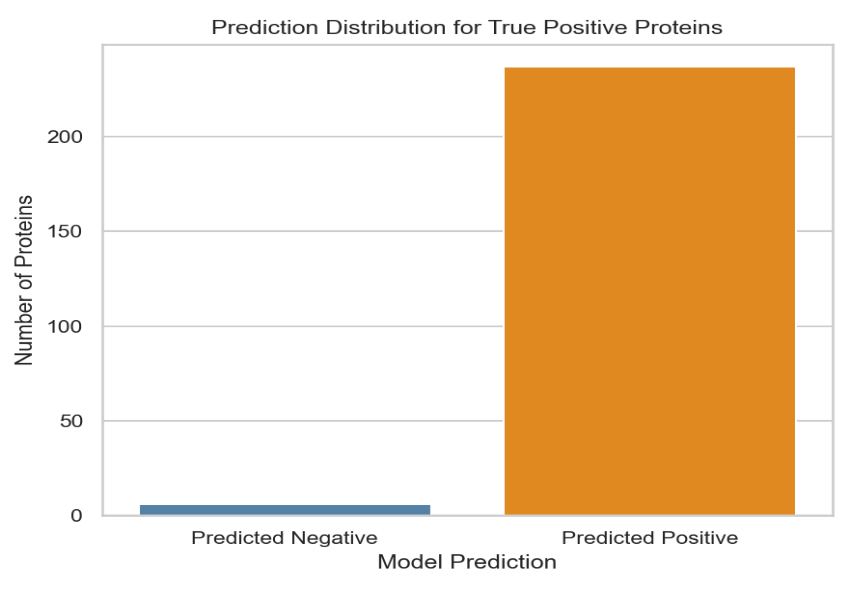 Prediction Distribution for True Positive Proteins
200
150
100
50
0
Number of Proteins
Predicted Negative
Predicted Positive
Model Prediction